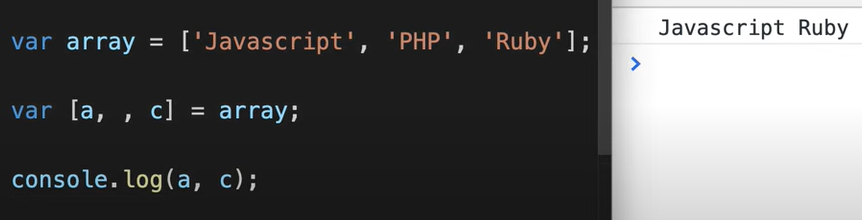 var array = ['Javascript', 'PHP', 'Ruby'];
var [a, , c] = array;
console.log(a, c);
Javascript Ruby
>